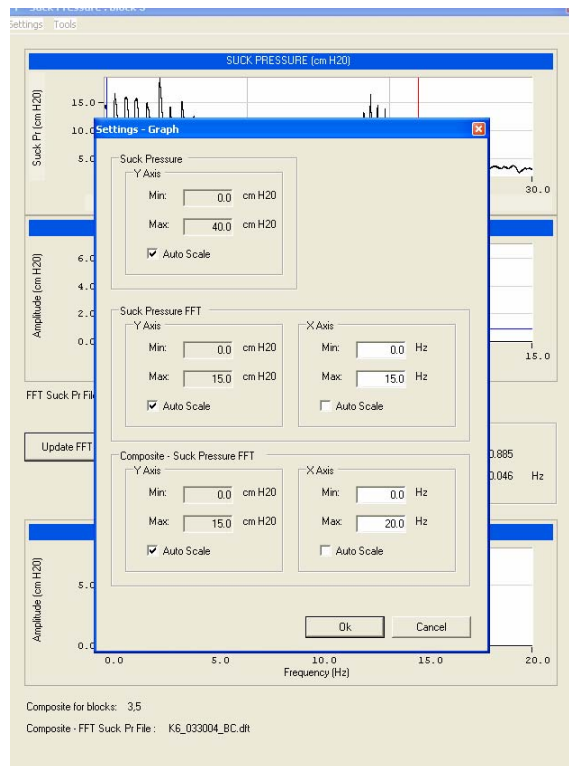 Suck Pressure : block 5
Settings Tools
SUCK PRESSURE (cm H20)
Suck Pr (cm H20)
15.0
10.0
5.0
30.0
Settings - Graph
Suck Pressure
Y Axis
Min: 0.0 cm H20
Max: 40.0 cm H20
Auto Scale
Amplitude (cm H20)
6.0
4.0
2.0
0.0
15.0
Suck Pressure FFT
Y Axis X Axis
Min: 0.0 cm H20 Min: 0.0 Hz
Max: 15.0 cm H20 Max: 15.0 Hz
Auto Scale Auto Scale
FFT Suck Pr
Update FFT
0.885
0.046 Hz
Composite - Suck Pressure FFT
Y Axis X Axis
Min: 0.0 cm H20 Min: 0.0 Hz
Max: 15.0 cm H20 Max: 20.0 Hz
Auto Scale Auto Scale
Amplitude (cm H20)
5.0
0.0
Ok Cancel
0.0 5.0 10.0 15.0 20.0
Frequency (Hz)
Composite for blocks: 3,5
Composite - FFT Suck Pr File : K6_033004_BC.dft